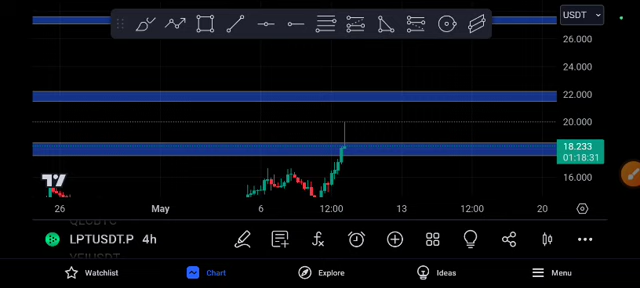 USDT
26.000
24.000
22.000
20.000
18.233
01:18:31
16.000
26 May 6 12:00 13 12:00 20
LPTUSDT.P 4h
Watchlist Chart Explore Ideas Menu